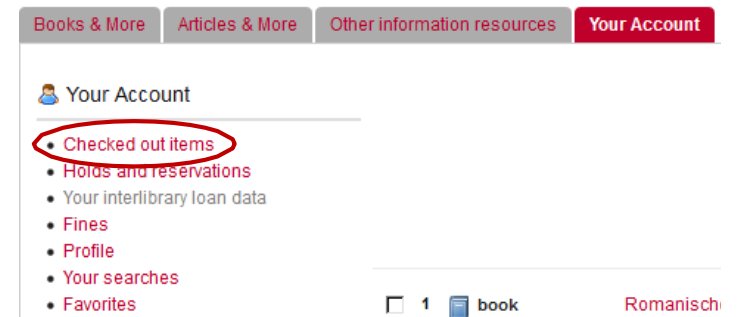 Books & More Articles & More Other information resources Your Account
Your Account
Checked out items
Holds and reservations
Your interlibrary loan data
Fines
Profile
Your searches
Favorites
1 book